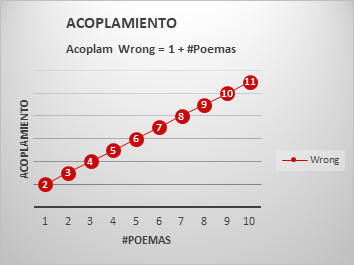 ACOPLAMIENTO
Acoplam Wrong = 1 + #Poemas
ACOPLAMIENTO
2
3
4
5
6
7
8
9
10
11
Wrong
1 2 3 4 5 6 7 8 9 10
#POEMAS